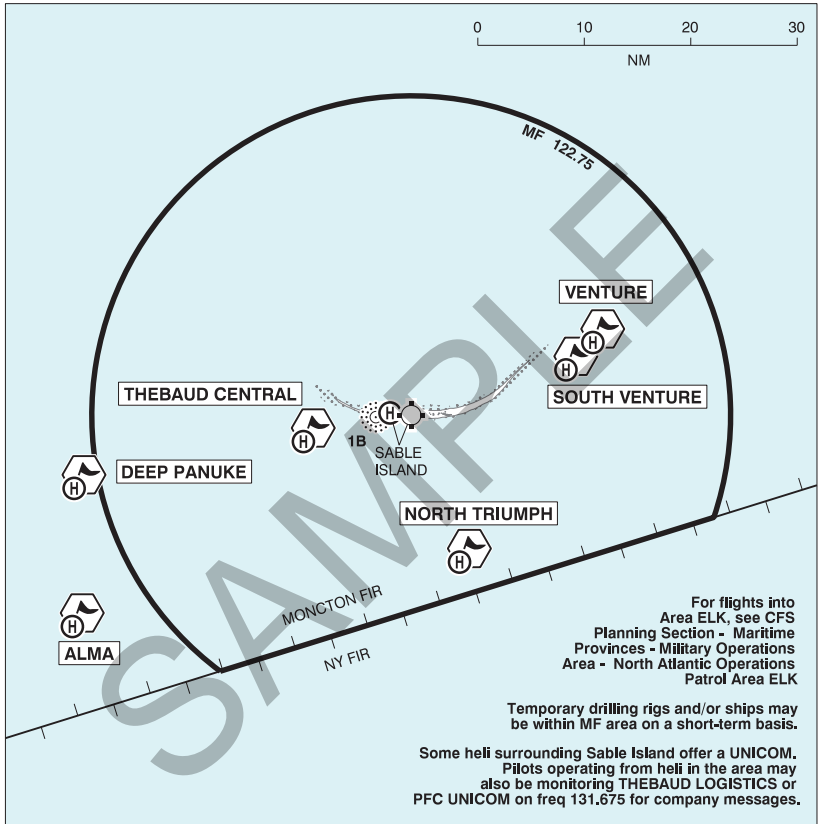 0 10 20 30
NM
MF 122.75
VENTURE
SOUTH VENTURE
THEBAUD CENTRAL
H
H
H
H
1B
SABLE
ISLAND
H
DEEP PANUKE
H
NORTH TRIUMPH
H
MONCTON FIR
NY FIR
H
ALMA
For flights into
Area ELK, see CFS
Planning Section - Maritime
Provinces - Military Operations
Area - North Atlantic Operations
Patrol Area ELK
Temporary drilling rigs and/or ships may
be within MF area on a short-term basis.
Some heli surrounding Sable Island offer a UNICOM.
Pilots operating from heli in the area may
also be monitoring THEBAUD LOGISTICS or
PFC UNICOM on freq 131.675 for company messages.
SAMPLE